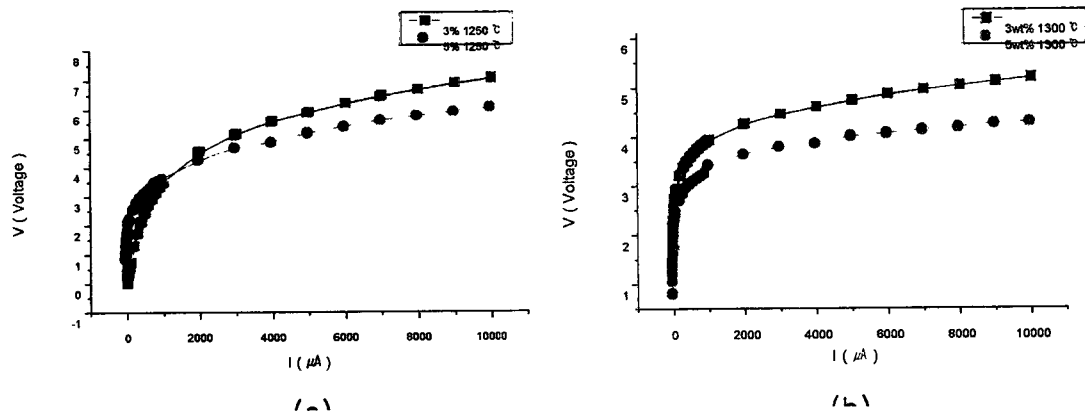 3% 1250 ℃
5% 1250 ℃
8
7
6
5
4
3
2
1
0
-1
V ( Voltage )
0
2000
4000
6000
8000
10000
I ( μA )
(a)
3wt% 1300 ℃
5wt% 1300 ℃
6
5
4
3
2
1
V ( Voltage )
0
2000
4000
6000
8000
10000
I ( μA )
(b)